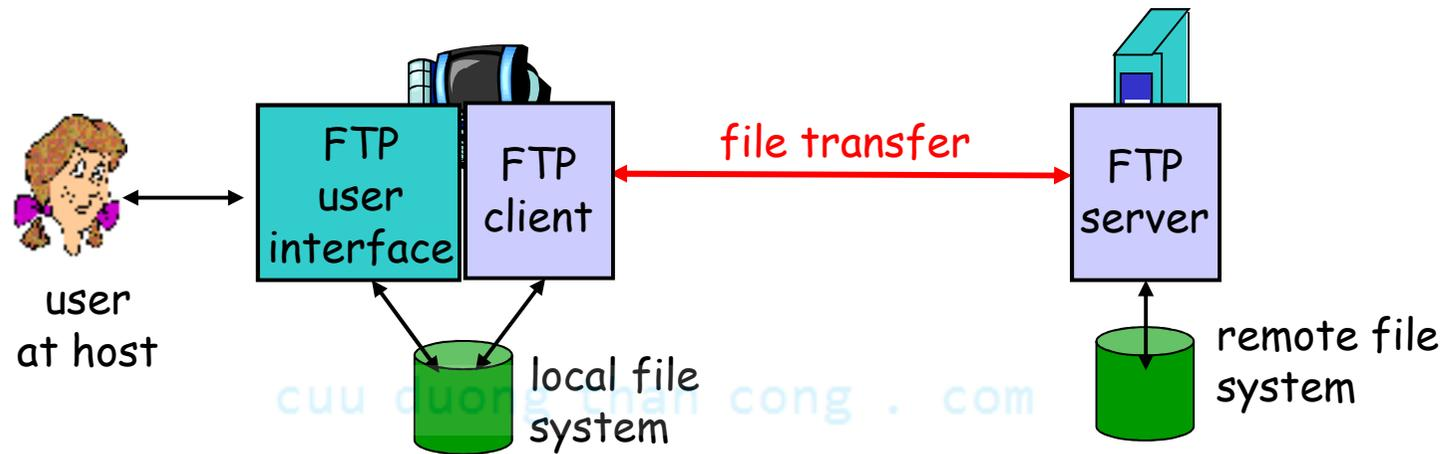 FTP
user
interface
FTP
client
file transfer
FTP
server
user
at host
local file
system
remote file
system
cuu duong than cong . com